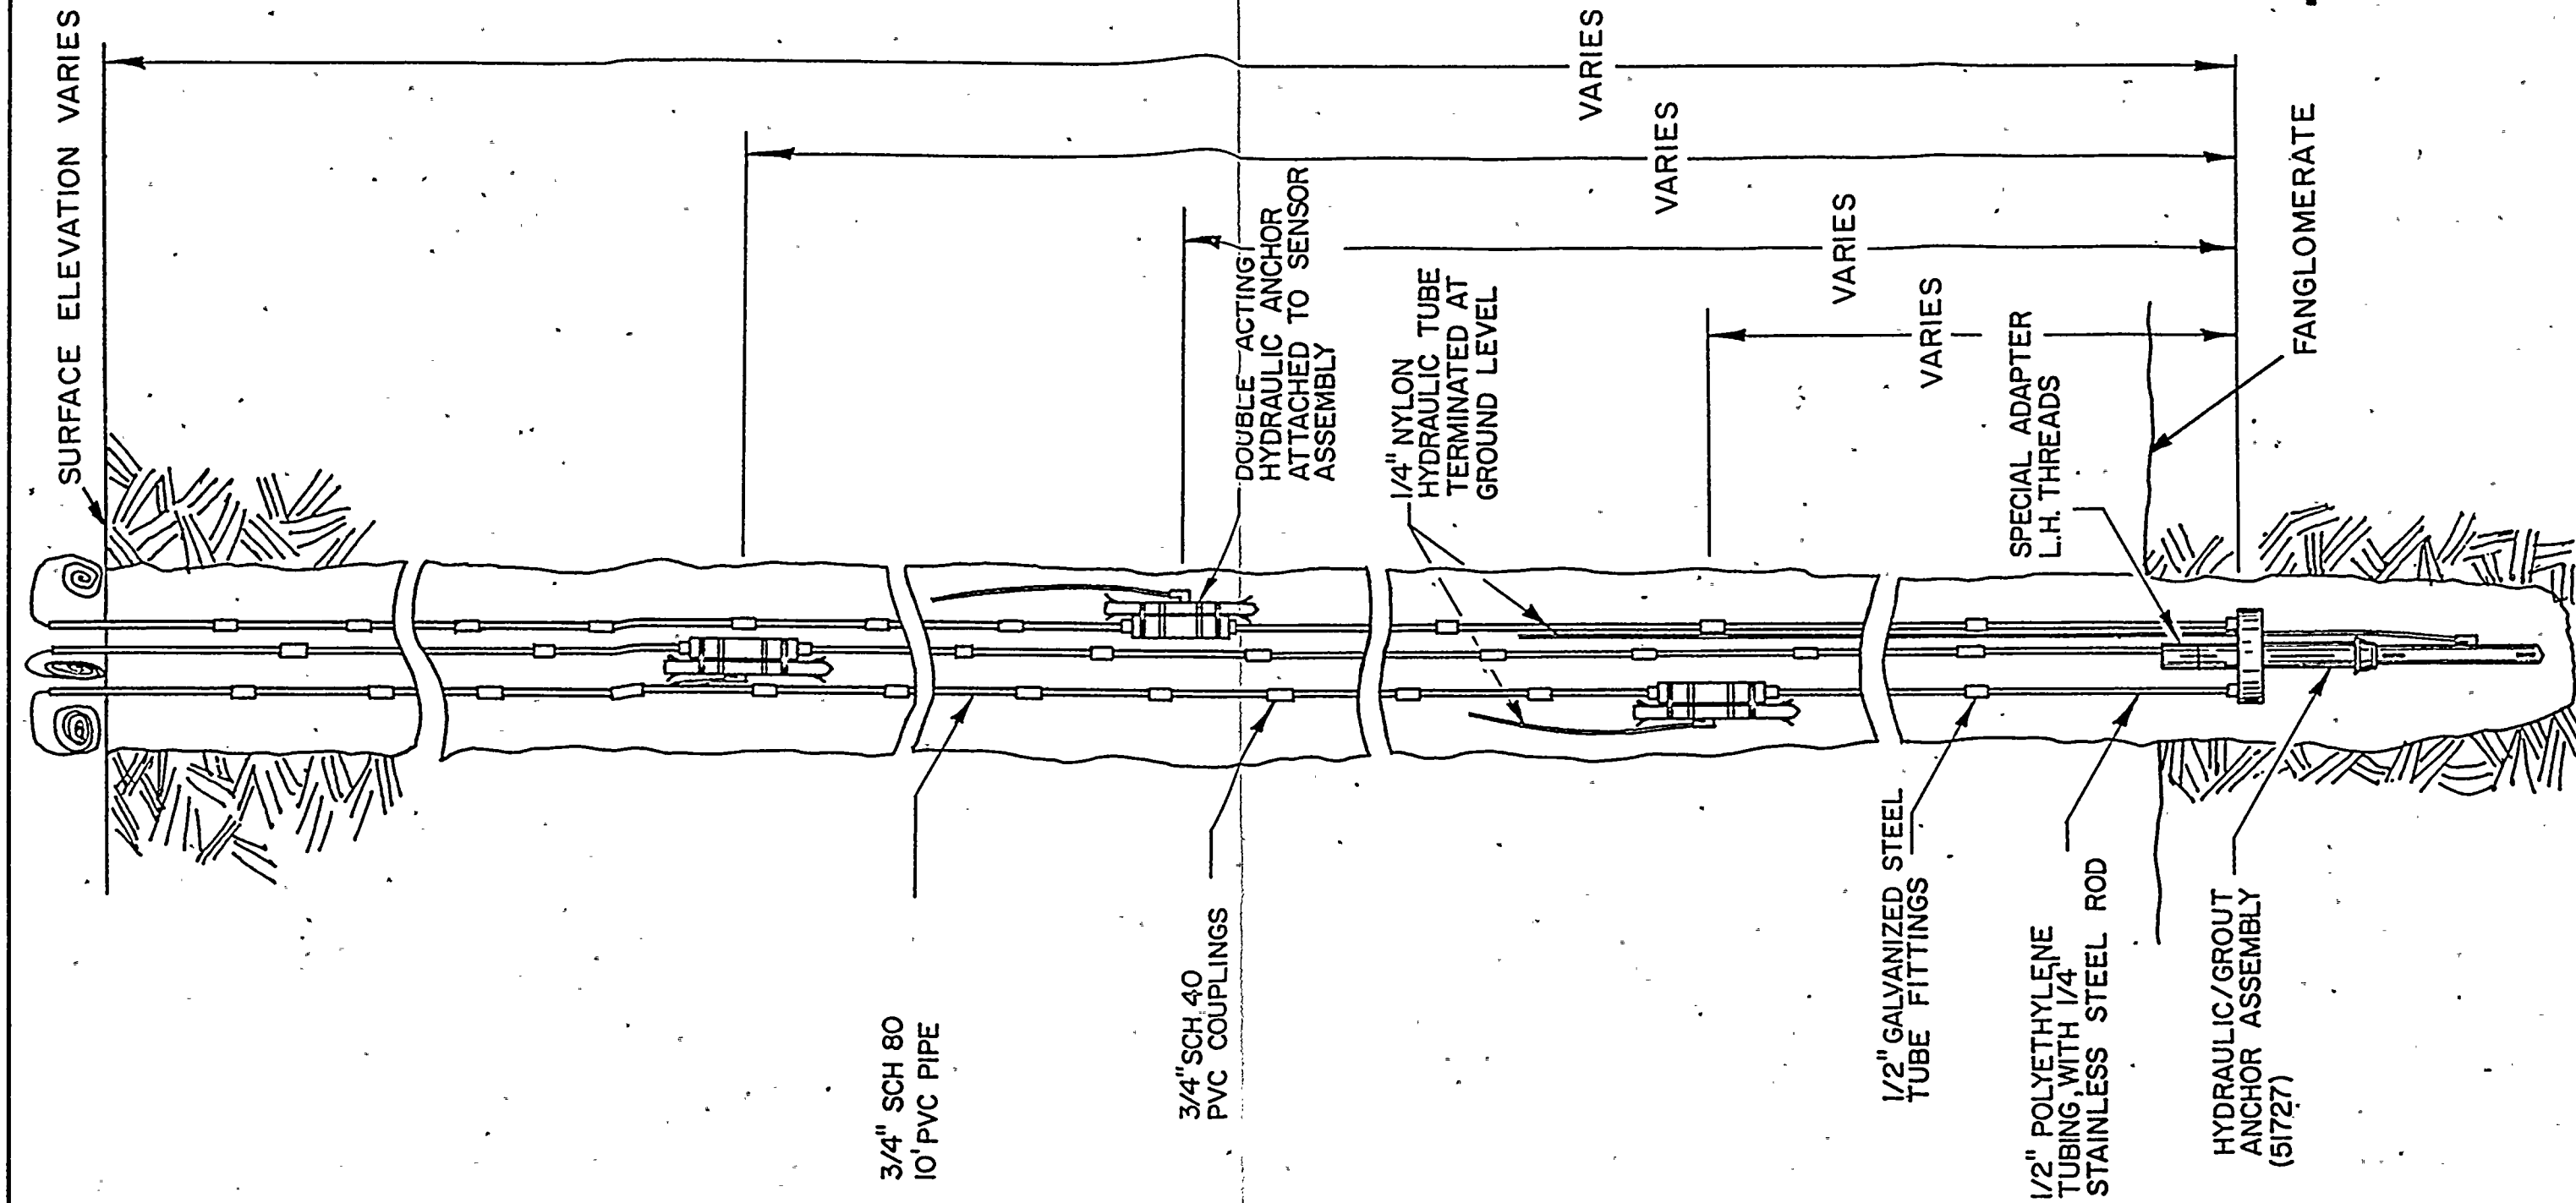 SURFACE ELEVATION VARIES
VARIES
VARIES
VARIES
VARIES
DOUBLE ACTING
HYDRAULIC ANCHOR
ATTACHED TO SENSOR
ASSEMBLY
1/4" NYLON
HYDRAULIC TUBE
TERMINATED AT
GROUND LEVEL
SPECIAL ADAPTER
L.H. THREADS
FANGLOMERATE
3/4" SCH 80
10' PVC PIPE
3/4" SCH. 40
PVC COUPLINGS
1/2" GALVANIZED STEEL
TUBE FITTINGS
1/2" POLYETHYLENE
TUBING, WITH 1/4"
STAINLESS STEEL ROD
HYDRAULIC/GROUT
ANCHOR ASSEMBLY
(51727)